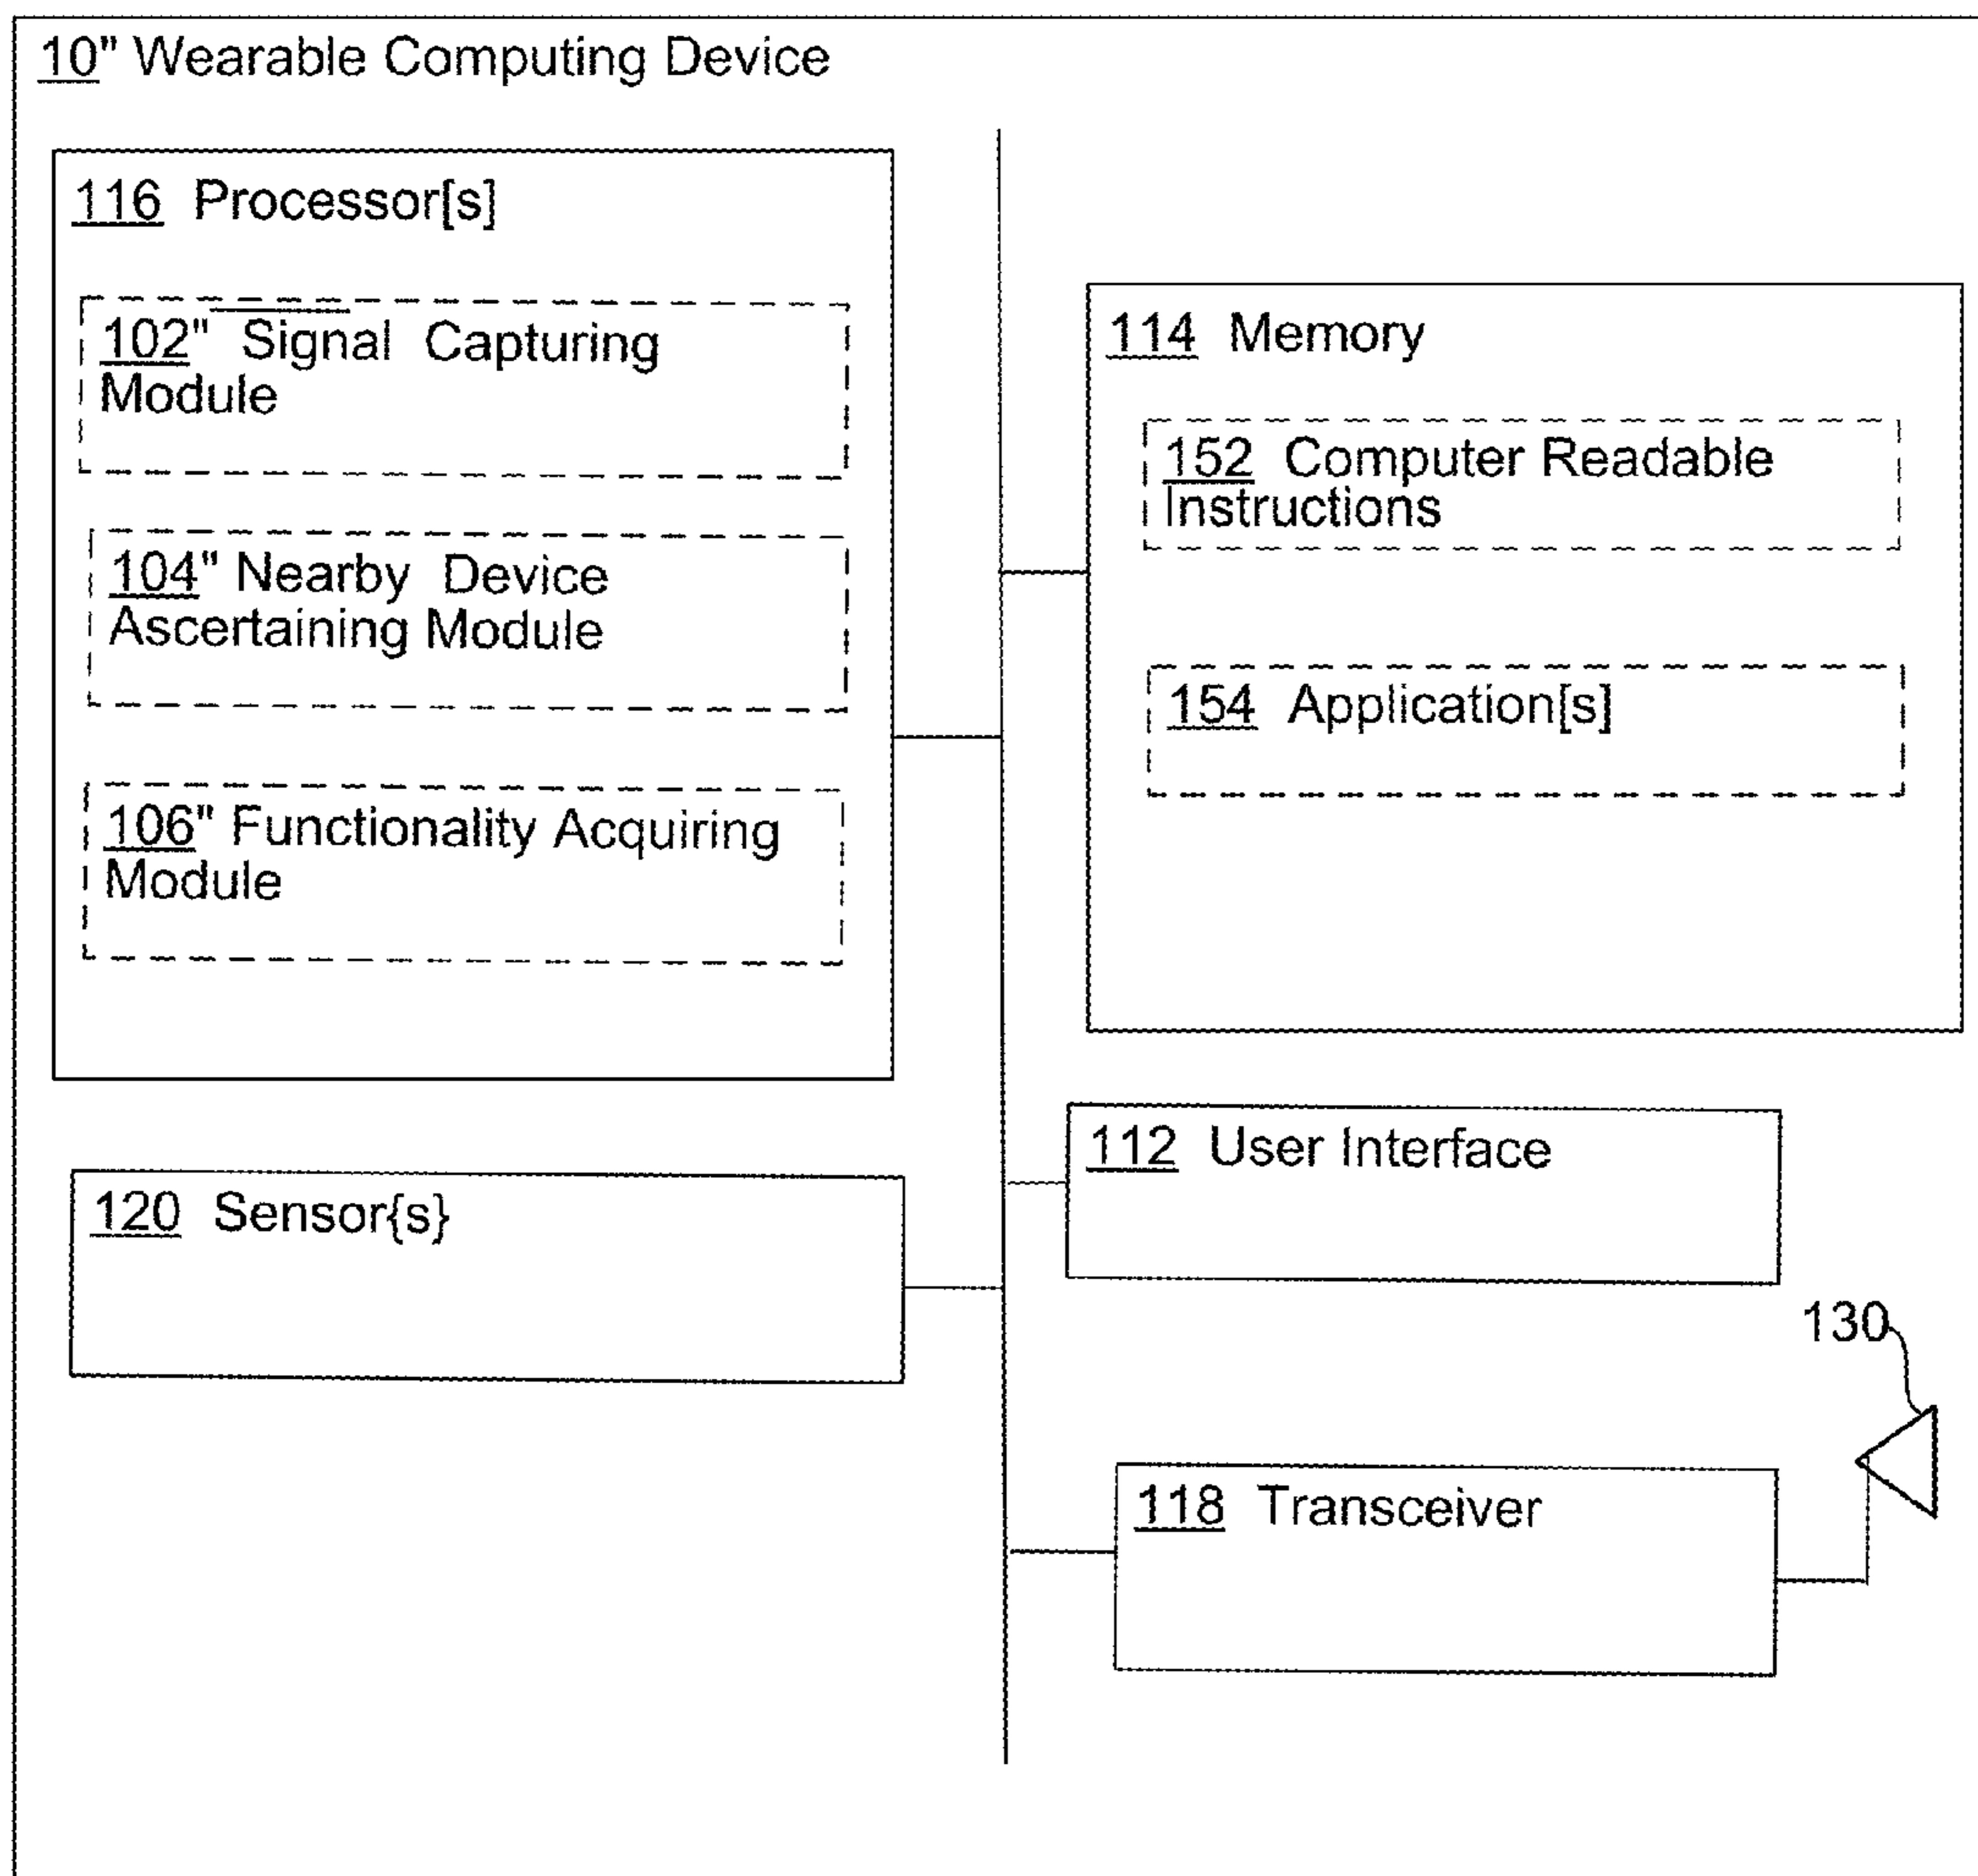 10" Wearable Computing Device
116 Processor[s]
102" Signal Capturing
Module
104" Nearby Device
Ascertaining Module
106" Functionality Acquiring
Module
114 Memory
152 Computer Readable
Instructions
154 Application[s]
120 Sensor{s}
112 User Interface
130
118 Transceiver